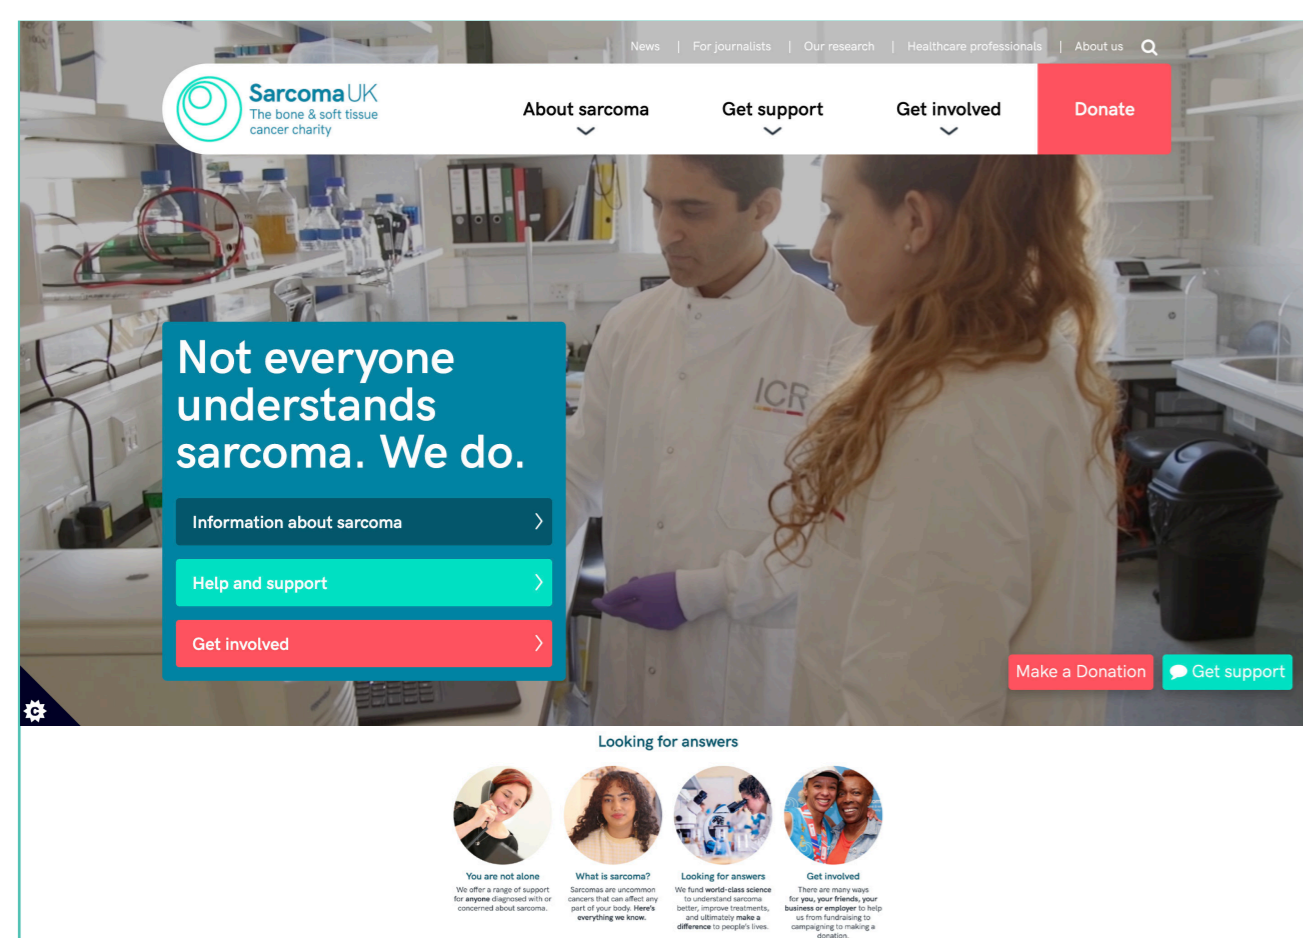 News | For journalists | Our research | Healthcare professionals | About us
Sarcoma UK
The bone & soft tissue
cancer charity
About sarcoma
Get support
Get involved
Donate
ICR
Not everyone
understands
sarcoma. We do.
Information about sarcoma
Help and support
Get involved
Make a Donation
Get support
C
Looking for answers
You are not alone
We offer a range of support
for anyone diagnosed with or
concerned about sarcoma.
What is sarcoma?
Sarcomas are uncommon
cancers that can affect any
part of your body. Here's
everything we know.
Looking for answers
We fund world-class science
to understand sarcoma
better, improve treatments,
and ultimately make a
difference to people's lives.
Get involved
There are many ways
for you, your friends, your
business or employer to help
us from fundraising to
campaigning to making a
donation.